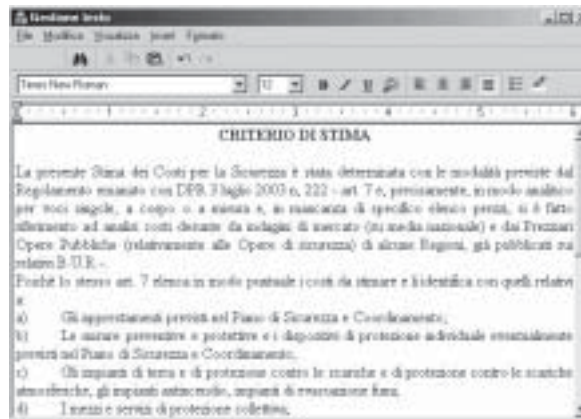 Gestione testo
File Modifica Visualizza Inseri Formato
Times New Roman 12
CRITERIO DI STIMA
La presente Stima dei Costi per la Sicurezza è stata determinata con le modalità previste dal
Regolamento emanato con DPR 3 luglio 2003 n. 222 - art. 7 e, precisamente, in modo analitico
per voci singole, a corpo o a misura e, in mancanza di specifico elenco prezzi, si è fatto
riferimento ad analisi costi desunte da indagini di mercato (su media nazionale) e dai Prezzari
Opere Pubbliche (relativamente alle Opere di sicurezza) di alcune Regioni, già pubblicati su
relativi B.U.R. -.
Poiché lo stesso art. 7 elenca in modo puntuale i costi da stimare e li identifica con quelli relativi
a:
a) Gli apprestamenti previsti nel Piano di Sicurezza e Coordinamento;
b) Le misure preventive e protettive e i dispositivi di protezione individuale eventualmente
previsti nel Piano di Sicurezza e Coordinamento;
c) Gli impianti di terra e di protezione contro le scariche e di protezione contro le scariche
atmosferiche, gli impianti antincendio, impianti di evacuazione fumi;
d) I mezzi e servizi di protezione collettiva;